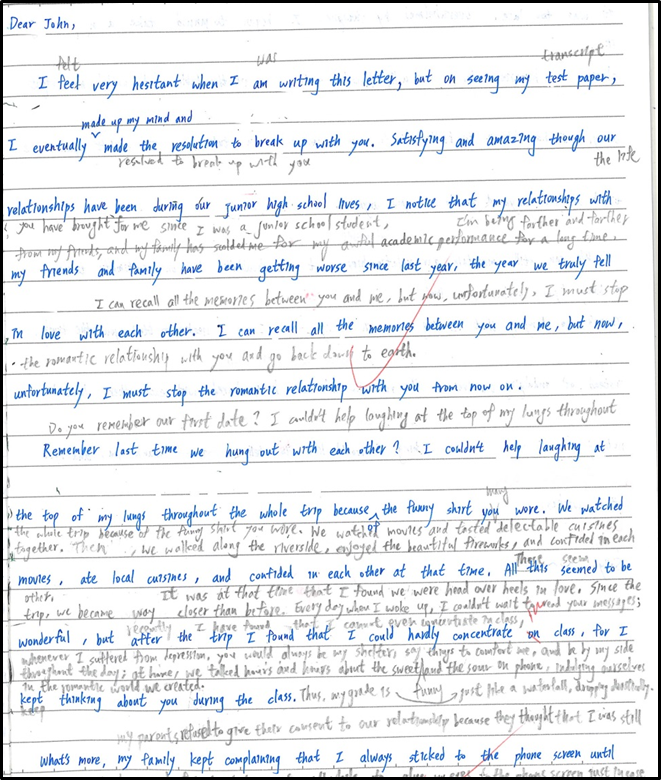 Dear John,
felt was transcript
I feel very hesitant when I am writing this letter, but on seeing my test paper,
made up my mind and
I eventually made the resolution to break up with you. Satisfying and amazing though our
resolved to break up with you the life
relationships have been during our junior high school lives, I notice that my relationships with
you have brought for me since I was a junior school student, I'm being farther and farther
from my friends, and my family has scolded me for my awful academic performance for a long time.
my friends and family have been getting worse since last year, the year we truly fell
I can recall all the memories between you and me, but now, unfortunately, I must stop
in love with each other. I can recall all the memories between you and me, but now,
the romantic relationship with you and go back down to earth.
unfortunately, I must stop the romantic relationship with you from now on.
Do you remember our first date? I couldn't help laughing at the top of my lungs throughout
Remember last time we hung out with each other? I couldn't help laughing at
the top of my lungs throughout the whole trip because of the funny shirt you wore. We watched
the whole trip because of the funny shirt you wore. We watched movies and tasted delectable cuisines
together. Then, we walked along the riverside, enjoyed the beautiful fireworks, and confided in each
movies, ate local cuisines, and confided in each other at that time. All this seemed to be
These seem
other. It was at that time that I found we were head over heels in love. Since the
trip, we became way closer than before. Every day when I woke up, I couldn't wait to read your messages;
recently I have found that I cannot even concentrate in class,
wonderful, but after the trip I found that I could hardly concentrate on class, for I
whenever I suffered from depression, you would always be my shelter, say things to comfort me, and be by my side
throughout the day; at home, we talked hours and hours about the sweet and the sour on phone, indulging ourselves
in the romantic world we created.
kept thinking about you during the class. Thus, my grade is just like a waterfall, dropping drastically.
keep
my parents refused to give their consent to our relationship because they thought that I was still
What's more, my family kept complaining that I always sticked to the phone screen until